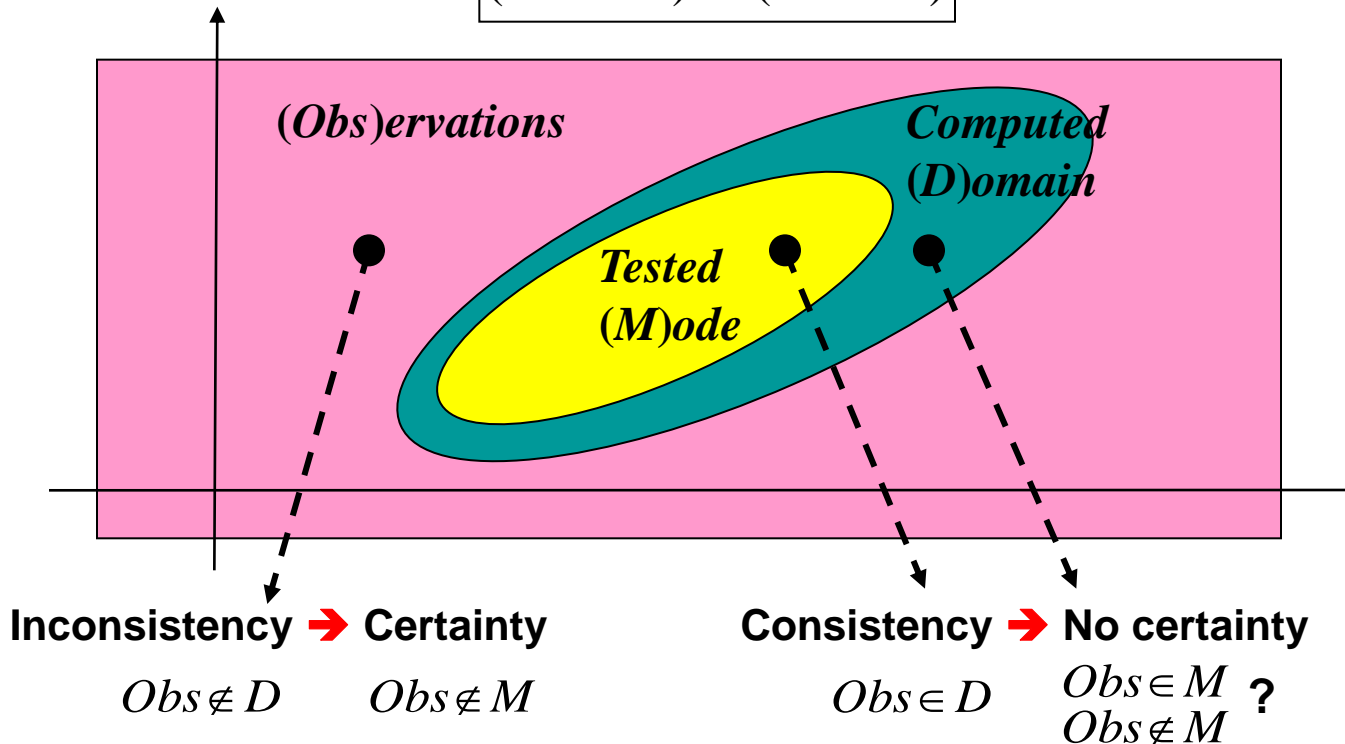 (Obs)ervations
Computed
(D)omain
Tested
(M)ode
Inconsistency ➔ Certainty
Consistency ➔ No certainty
Obs ∉ D
Obs ∉ M
Obs ∈ D
Obs ∈ M
?
Obs ∉ M